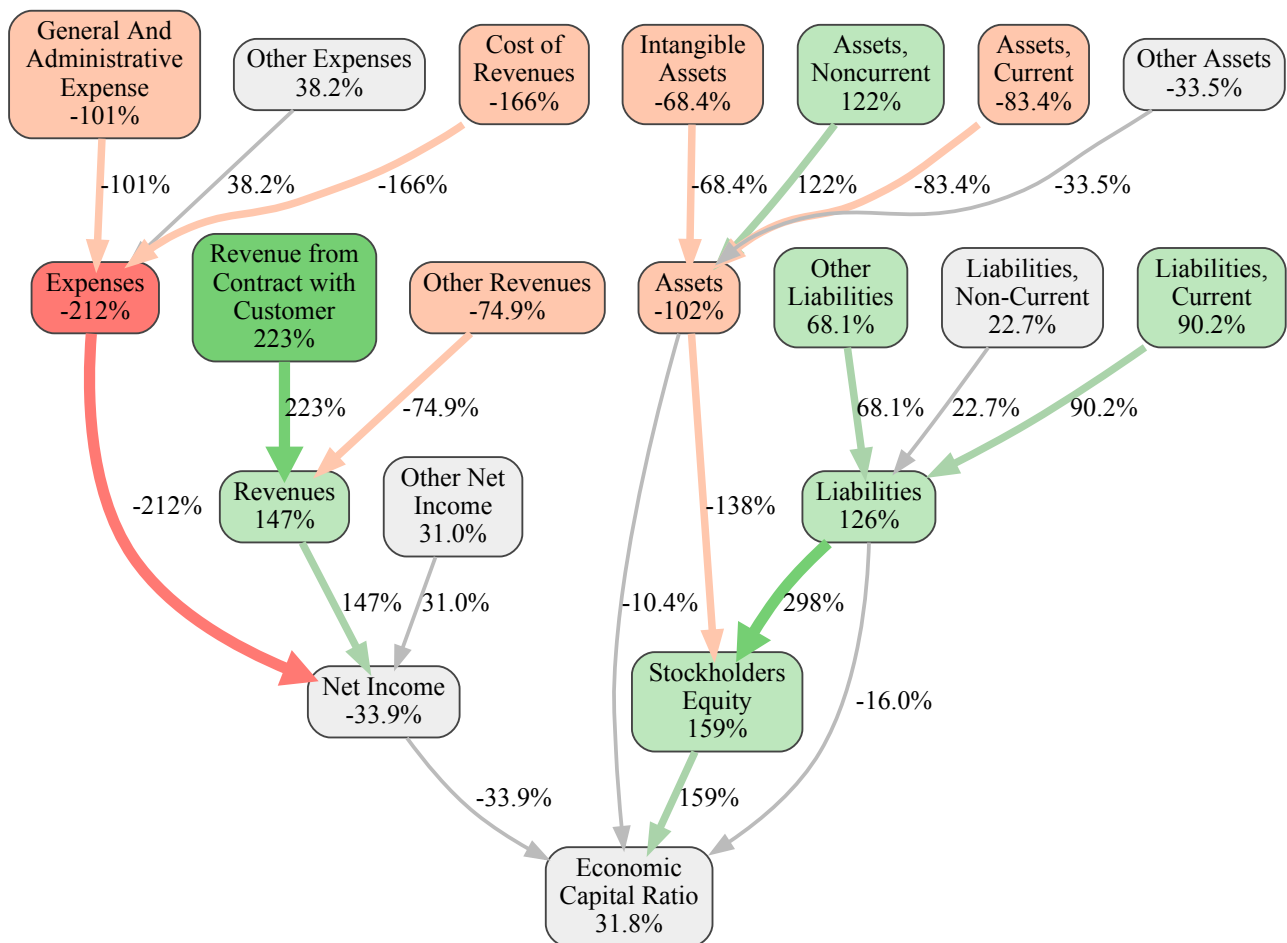 General And
Administrative
Expense
-101%
Other Expenses
38.2%
Cost of
Revenues
-166%
Intangible
Assets
-68.4%
Assets,
Noncurrent
122%
Assets,
Current
-83.4%
Other Assets
-33.5%
-101%
38.2%
-166%
-68.4%
122%
-83.4%
-33.5%
Expenses
-212%
Revenue from
Contract with
Customer
223%
Other Revenues
-74.9%
Assets
-102%
Other
Liabilities
68.1%
Liabilities,
Non-Current
22.7%
Liabilities,
Current
90.2%
223%
-74.9%
68.1%
22.7%
90.2%
Revenues
147%
Other Net
Income
31.0%
Liabilities
126%
-212%
-138%
147%
31.0%
-10.4%
298%
Net Income
-33.9%
Stockholders
Equity
159%
-16.0%
-33.9%
159%
Economic
Capital Ratio
31.8%